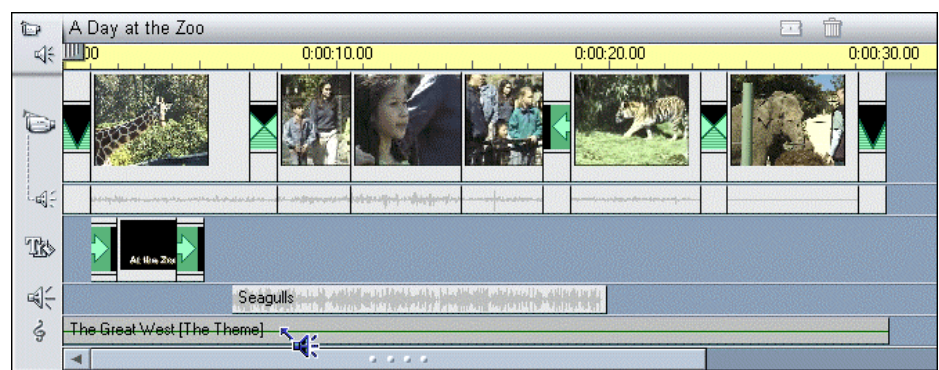 A Day at the Zoo
00 0:00:10.00 0:00:20.00 0:00:30.00
At the Zoo
Seagulls
The Great West [The Theme]